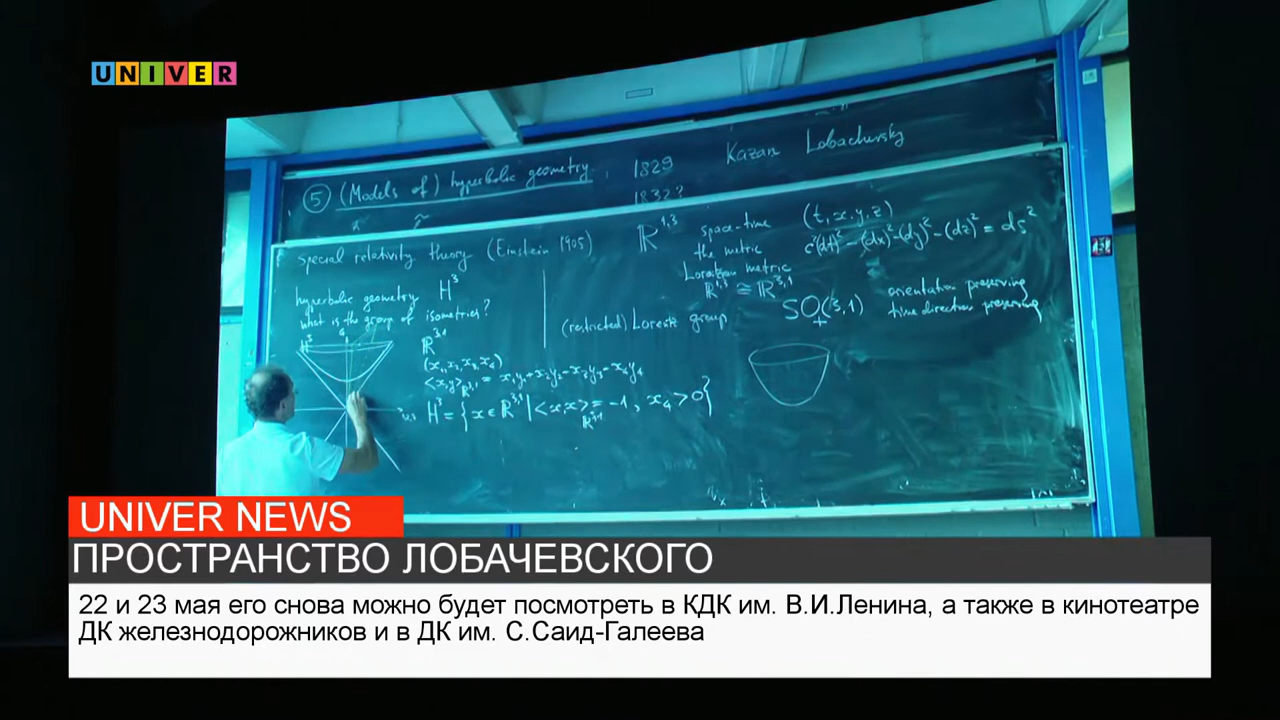 UNIVER
⑤ (Models of) hyperbolic geometry, 1829 Kazan Lobachevsky
1832?
special relativity theory (Einstein 1905) ℝ^{1,3} space-time (t, x, y, z)
the metric c²(dt)² - (dx)² - (dy)² - (dz)² = ds²
Lorentzian metric
hyperbolic geometry H³ ℝ^{1,3} ≅ ℝ^{3,1}
what is the group of isometries?
(restricted) Lorentz group SO₊(3,1) orientation preserving
time direction preserving
H³ ℝ^{3,1}
(x₁, x₂, x₃, x₄)
<x,y>_{ℝ^{3,1}} = x₁y₁+x₂y₂-x₃y₃-x₄y₄
H³ = {x ∈ ℝ^{3,1} | <x x>_{ℝ^{3,1}} = -1, x₄ > 0}
UNIVER NEWS
ПРОСТРАНСТВО ЛОБАЧЕВСКОГО
22 и 23 мая его снова можно будет посмотреть в КДК им. В.И.Ленина, а также в кинотеатре
ДК железнодорожников и в ДК им. С.Саид-Галеева